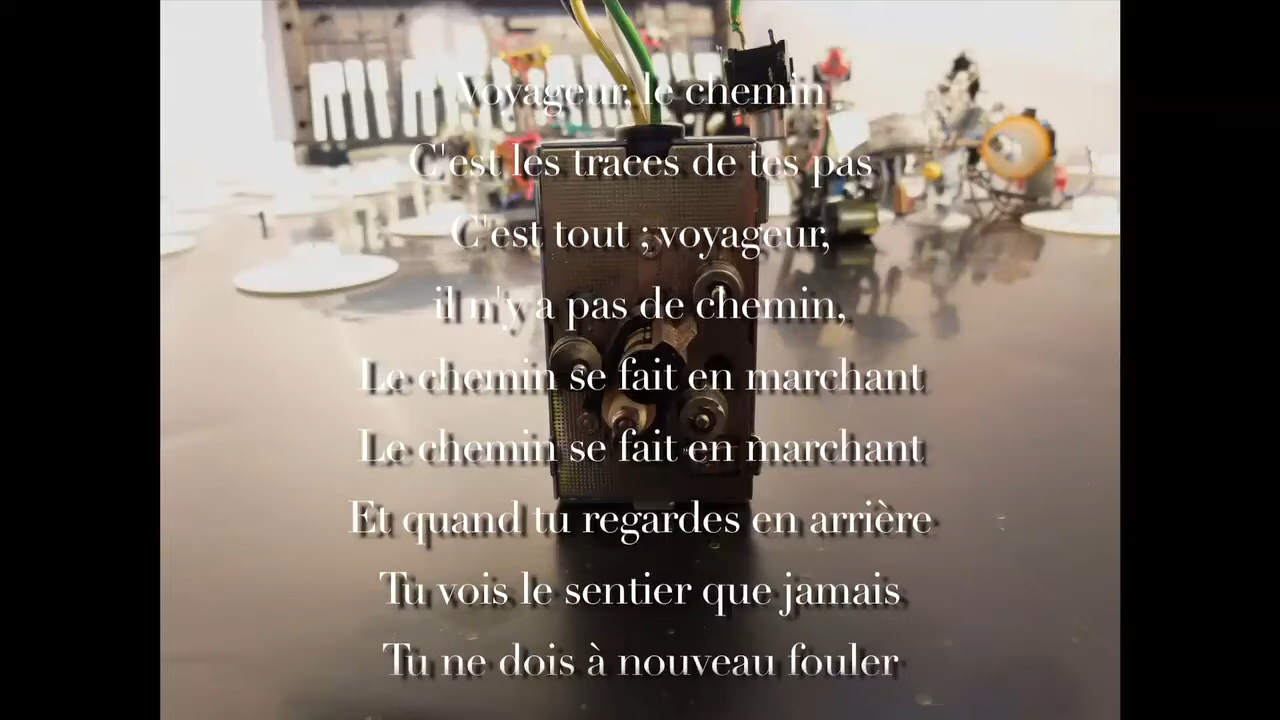 Voyageur, le chemin
C'est les traces de tes pas
C'est tout ; voyageur,
il n'y a pas de chemin,
Le chemin se fait en marchant
Le chemin se fait en marchant
Et quand tu regardes en arrière
Tu vois le sentier que jamais
Tu ne dois à nouveau fouler